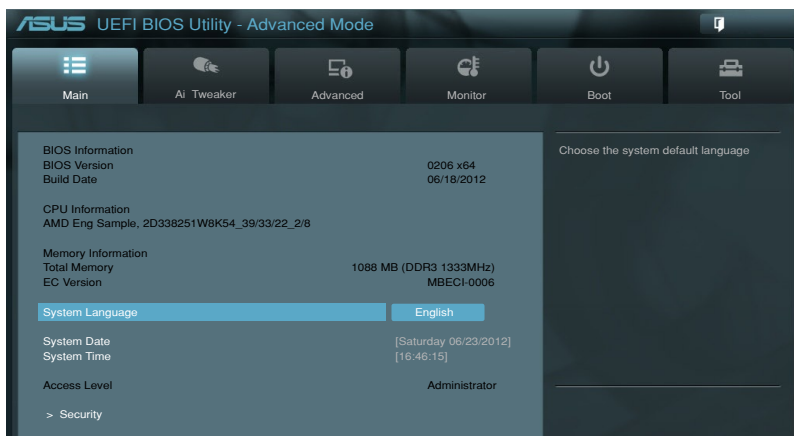 ASUS UEFI BIOS Utility - Advanced Mode
Main Ai Tweaker Advanced Monitor Boot Tool
Choose the system default language
BIOS Information
BIOS Version 0206 x64
Build Date 06/18/2012
CPU Information
AMD Eng Sample, 2D338251W8K54_39/33/22_2/8
Memory Information
Total Memory 1088 MB (DDR3 1333MHz)
EC Version MBECI-0006
System Language English
System Date [Saturday 06/23/2012]
System Time [16:46:15]
Access Level Administrator
> Security